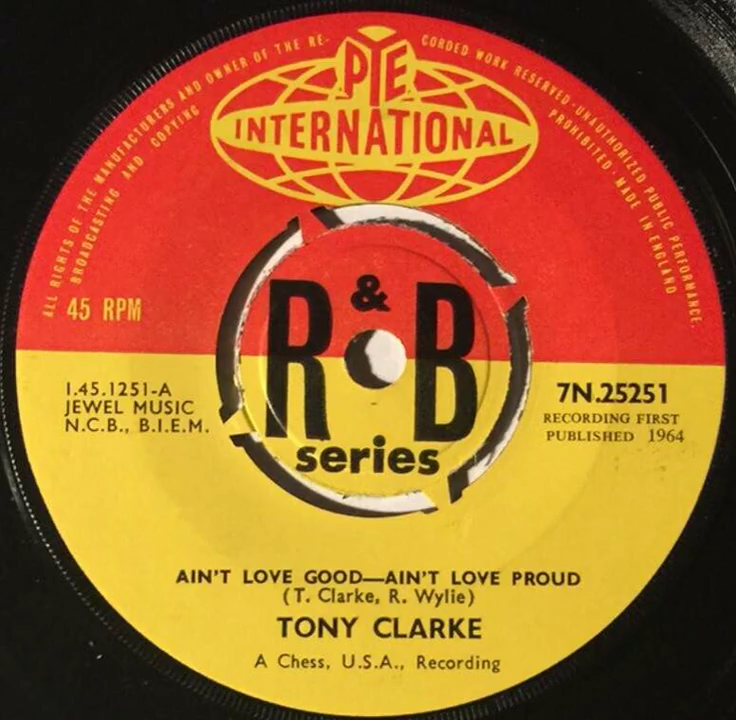 ALL RIGHTS OF THE MANUFACTURERS AND OWNER OF THE RE-
CORDED WORK RESERVED·UNAUTHORIZED PUBLIC PERFORMANCE.
BROADCASTING AND COPYING
PROHIBITED· MADE IN ENGLAND
PYE
INTERNATIONAL
45 RPM
R & B
series
1.45.1251-A
JEWEL MUSIC
N.C.B., B.I.E.M.
7N.25251
RECORDING FIRST
PUBLISHED 1964
AIN'T LOVE GOOD—AIN'T LOVE PROUD
(T. Clarke, R. Wylie)
TONY CLARKE
A Chess, U.S.A., Recording